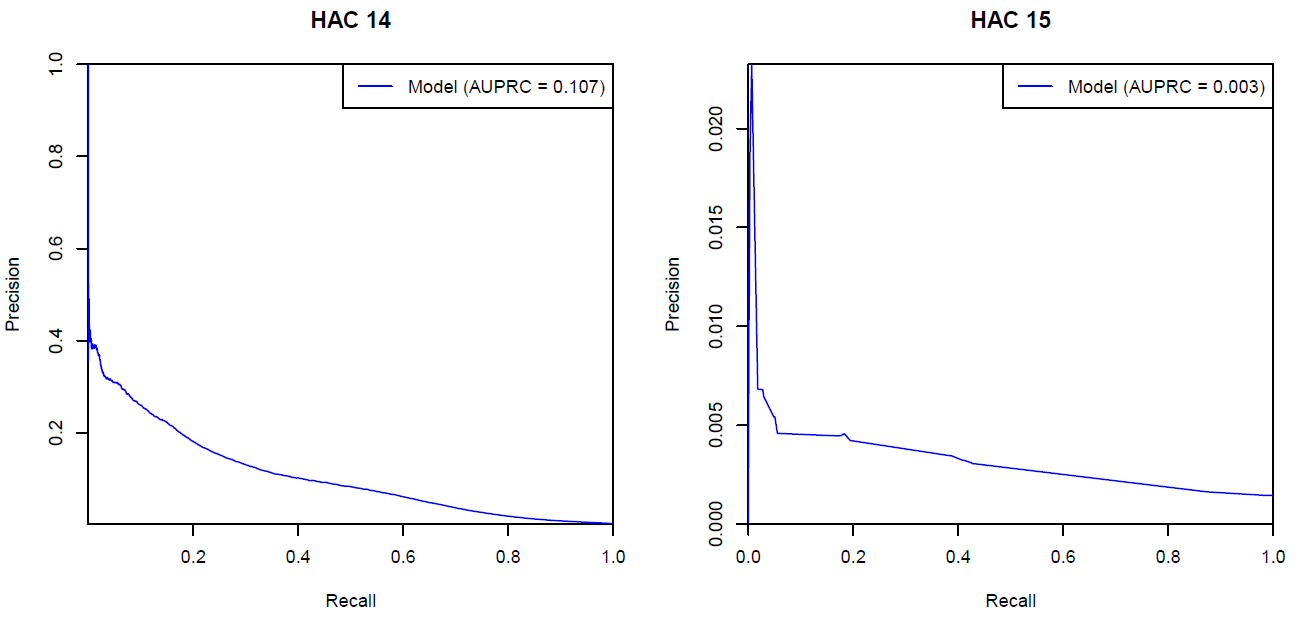 HAC 14
Model (AUPRC = 0.107)
1.0
0.8
0.6
0.4
0.2
Precision
0.2 0.4 0.6 0.8 1.0
Recall
HAC 15
Model (AUPRC = 0.003)
0.020
0.015
0.010
0.005
0.000
Precision
0.0 0.2 0.4 0.6 0.8 1.0
Recall